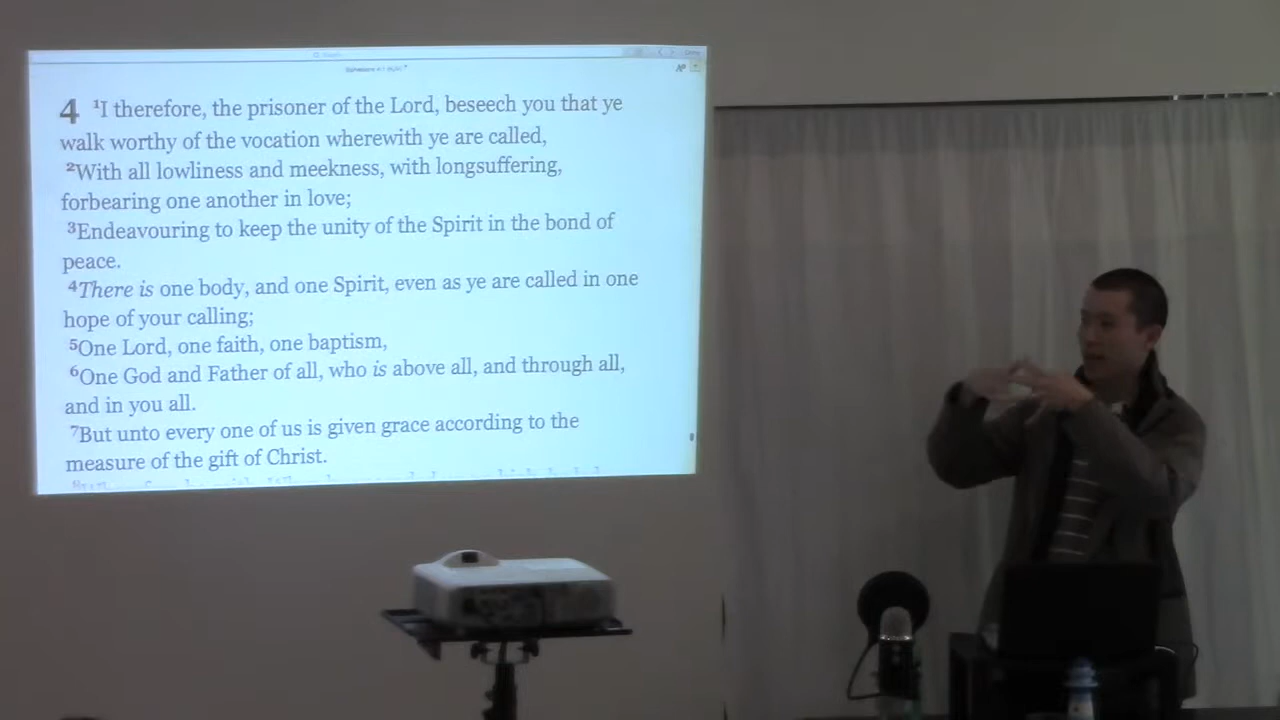 4 ¹I therefore, the prisoner of the Lord, beseech you that ye
walk worthy of the vocation wherewith ye are called,
²With all lowliness and meekness, with longsuffering,
forbearing one another in love;
³Endeavouring to keep the unity of the Spirit in the bond of
peace.
⁴There is one body, and one Spirit, even as ye are called in one
hope of your calling;
⁵One Lord, one faith, one baptism,
⁶One God and Father of all, who is above all, and through all,
and in you all.
⁷But unto every one of us is given grace according to the
measure of the gift of Christ.